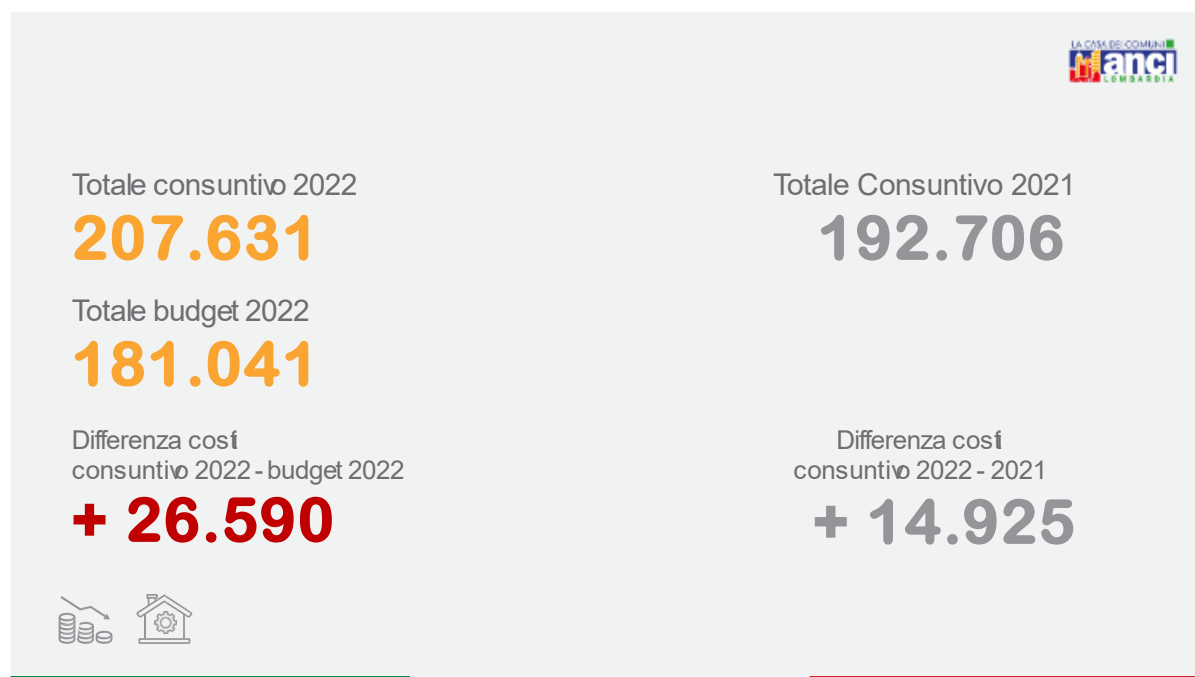 LA CASA DEI COMUNI
anci
LOMBARDIA
Totale consuntivo 2022
207.631
Totale Consuntivo 2021
192.706
Totale budget 2022
181.041
Differenza costi
consuntivo 2022 - budget 2022
+ 26.590
Differenza costi
consuntivo 2022 - 2021
+ 14.925